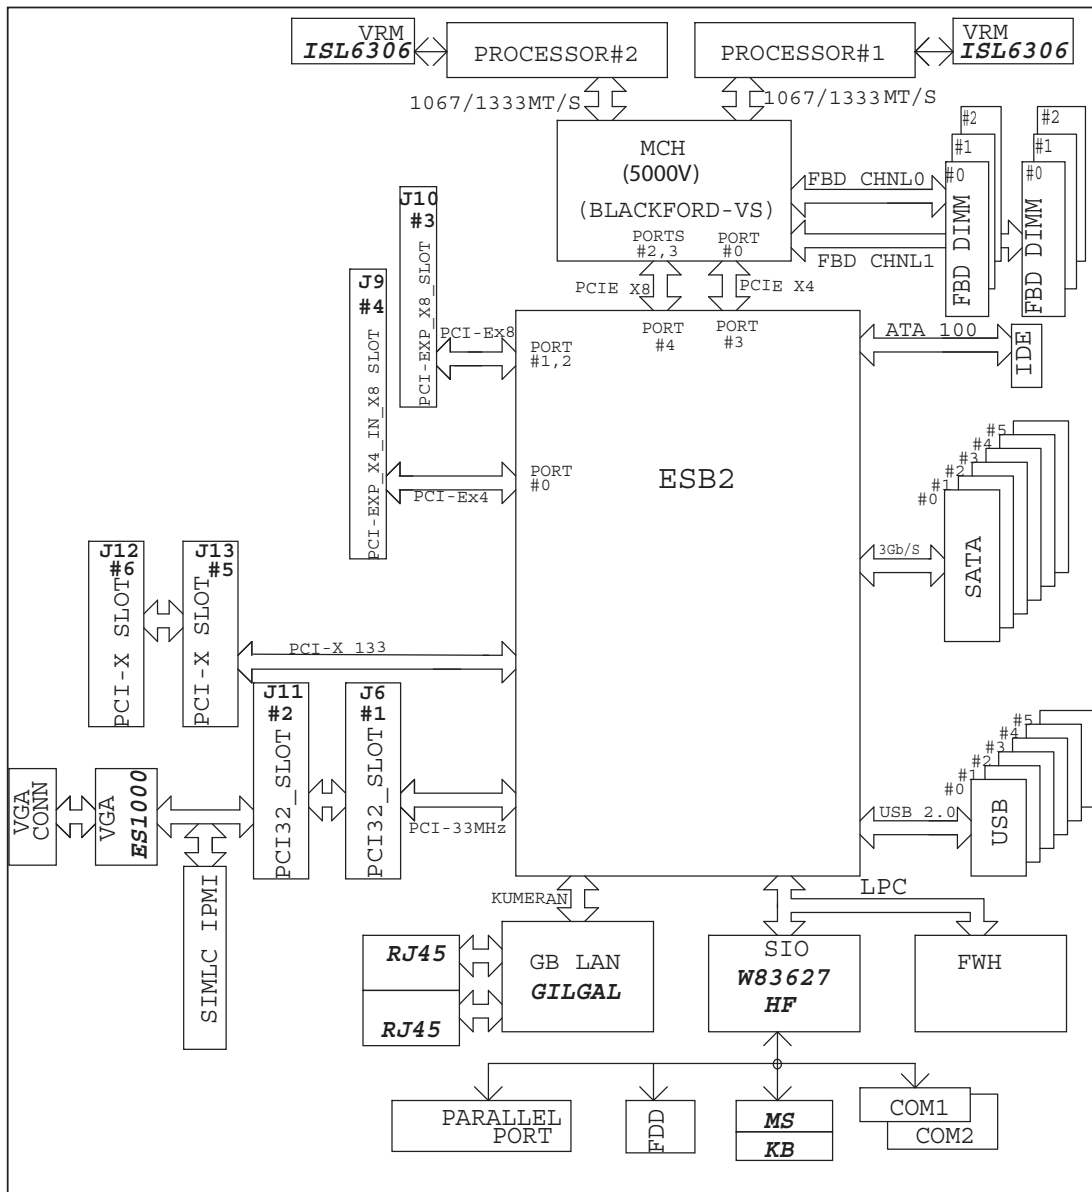 VRM
ISL6306
PROCESSOR#2
PROCESSOR#1
VRM
ISL6306
1067/1333MT/S
1067/1333MT/S
MCH
(5000V)
(BLACKFORD-VS)
PORTS
#2,3
PORT
#0
FBD CHNL0
FBD CHNL1
#2
#1
#0
FBD DIMM
#2
#1
#0
FBD DIMM
PCIE X8
PCIE X4
J10
#3
PCI-EXP_X8_SLOT
J9
#4
PCI-EXP_X4_IN_X8 SLOT
PCI-Ex8
PORT
#1,2
PORT
#4
PORT
#3
ATA 100
IDE
ESB2
PCI-Ex4
PORT
#0
#5
#4
#3
#2
#1
#0
SATA
3Gb/S
J12
#6
PCI-X SLOT
J13
#5
PCI-X SLOT
PCI-X 133
J11
#2
PCI32_SLOT
J6
#1
PCI32_SLOT
PCI-33MHz
VGA
CONN
VGA
ES1000
SIMLC IPMI
#5
#4
#3
#2
#1
#0
USB
USB 2.0
KUMERAN
LPC
RJ45
RJ45
GB LAN
GILGAL
SIO
W83627
HF
FWH
PARALLEL
PORT
FDD
MS
KB
COM1
COM2